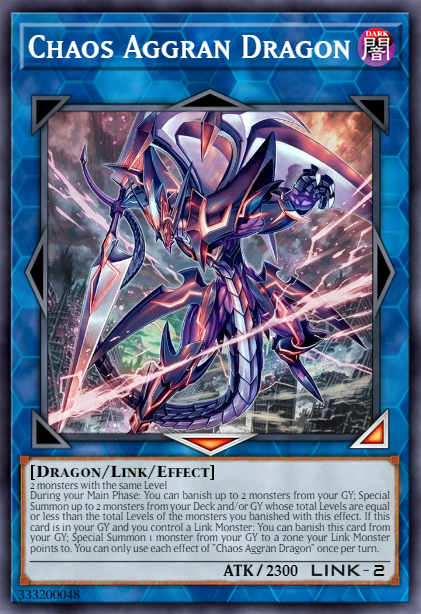 Chaos Aggran Dragon
DARK
闇
[Dragon/Link/Effect]
2 monsters with the same Level
During your Main Phase: You can banish up to 2 monsters from your GY; Special
Summon up to 2 monsters from your Deck and/or GY whose total Levels are equal
or less than the total Levels of the monsters you banished with this effect. If this
card is in your GY and you control a Link Monster: You can banish this card from
your GY; Special Summon 1 monster from your GY to a zone your Link Monster
points to. You can only use each effect of "Chaos Aggran Dragon" once per turn.
ATK / 2300 LINK-2
333200048